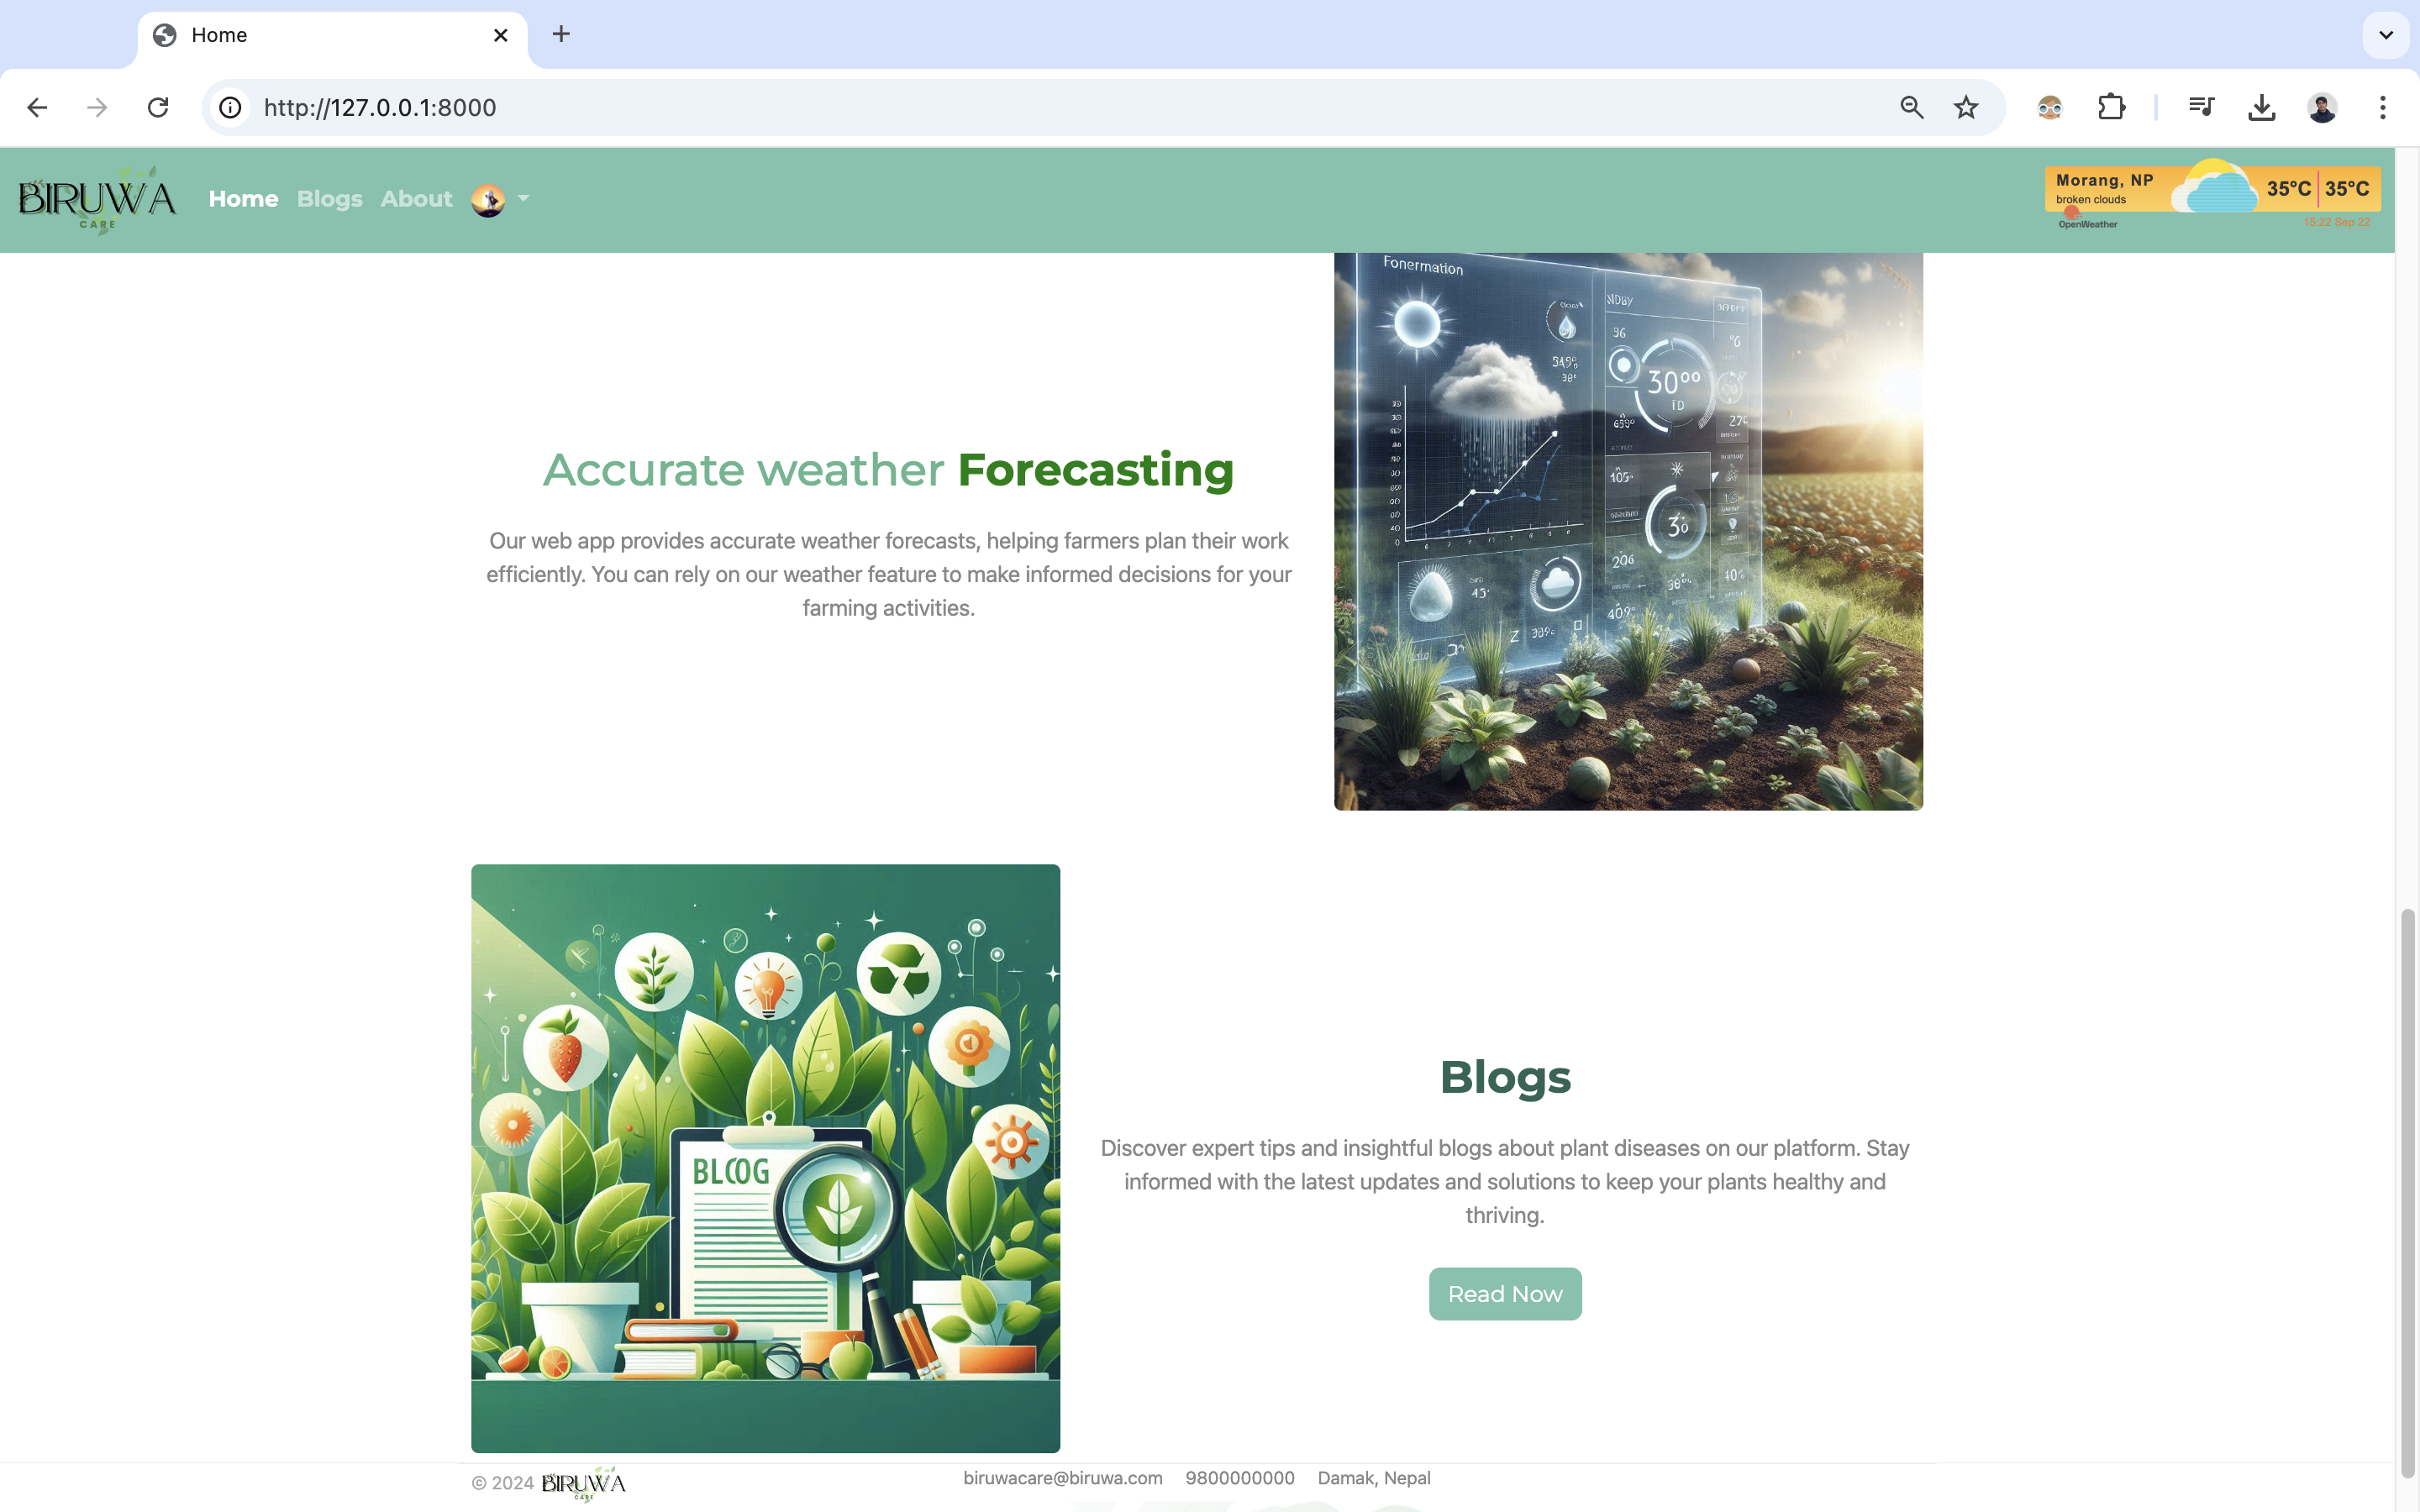 Home
http://127.0.0.1:8000
BIRUWA
CARE
Home Blogs About
Morang, NP
broken clouds
35°C 35°C
OpenWeather
15:22 Sep 22
Fonermation
Accurate weather Forecasting
Our web app provides accurate weather forecasts, helping farmers plan their work
efficiently. You can rely on our weather feature to make informed decisions for your
farming activities.
BLOOG
Blogs
Discover expert tips and insightful blogs about plant diseases on our platform. Stay
informed with the latest updates and solutions to keep your plants healthy and
thriving.
Read Now
© 2024 BIRUWA
CARE
biruwacare@biruwa.com 9800000000 Damak, Nepal